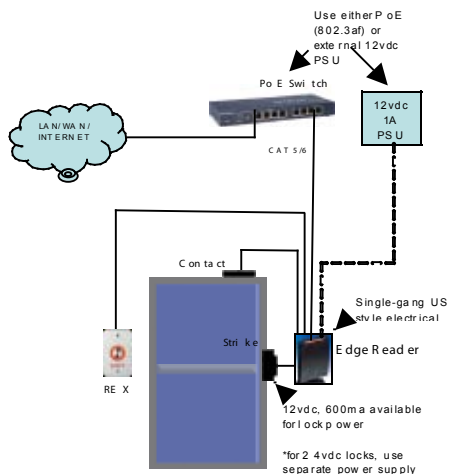 Use either PoE
(802.3af) or
external 12vdc
PSU
PoE Switch
12vdc
1A
PSU
LAN/WAN/
INTERNET
CAT 5/6
Contact
Single-gang US
style electrical
Strike
Edge Reader
REX
12vdc, 600ma available
for lock power
*for 24vdc locks, use
separate power supply